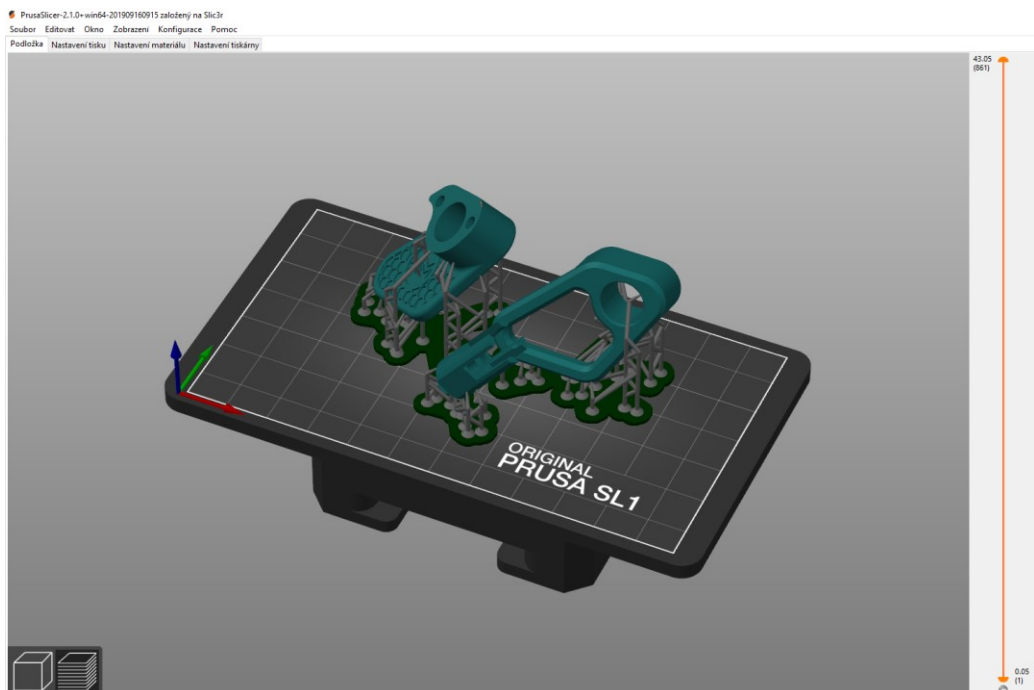 PrusaSlicer-2.1.0+win64-201909160915 založený na Slic3r
Soubor Editovat Okno Zobrazení Konfigurace Pomoc
Podložka Nastavení tisku Nastavení materiálu Nastavení tiskárny
43.05
(861)
ORIGINAL
PRUSA SL1
0.05
(1)